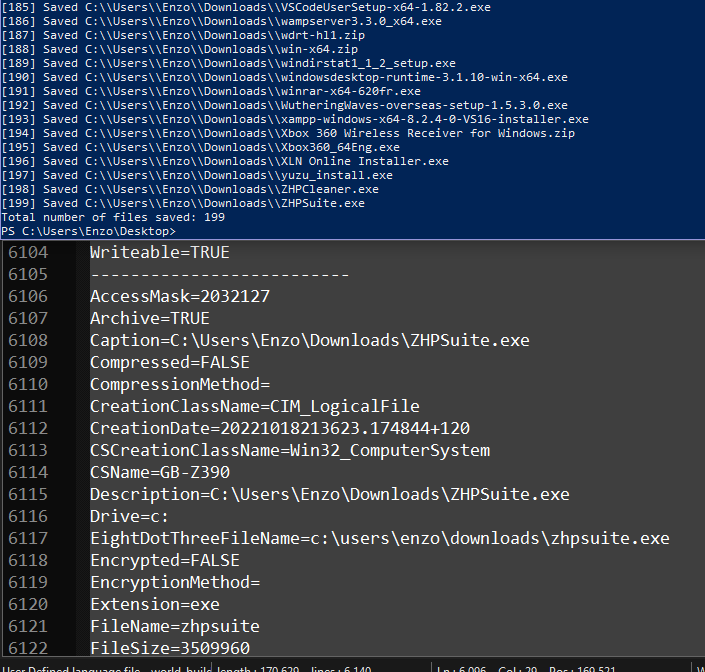 [185] Saved C:\\Users\\Enzo\\Downloads\\VSCodeUserSetup-x64-1.82.2.exe
[186] Saved C:\\Users\\Enzo\\Downloads\\wampserver3.3.0_x64.exe
[187] Saved C:\\Users\\Enzo\\Downloads\\wdrt-hl1.zip
[188] Saved C:\\Users\\Enzo\\Downloads\\win-x64.zip
[189] Saved C:\\Users\\Enzo\\Downloads\\windirstat1_1_2_setup.exe
[190] Saved C:\\Users\\Enzo\\Downloads\\windowsdesktop-runtime-3.1.10-win-x64.exe
[191] Saved C:\\Users\\Enzo\\Downloads\\winrar-x64-620fr.exe
[192] Saved C:\\Users\\Enzo\\Downloads\\WutheringWaves-overseas-setup-1.5.3.0.exe
[193] Saved C:\\Users\\Enzo\\Downloads\\xampp-windows-x64-8.2.4-0-VS16-installer.exe
[194] Saved C:\\Users\\Enzo\\Downloads\\Xbox 360 Wireless Receiver for Windows.zip
[195] Saved C:\\Users\\Enzo\\Downloads\\Xbox360_64Eng.exe
[196] Saved C:\\Users\\Enzo\\Downloads\\XLN Online Installer.exe
[197] Saved C:\\Users\\Enzo\\Downloads\\yuzu_install.exe
[198] Saved C:\\Users\\Enzo\\Downloads\\ZHPCleaner.exe
[199] Saved C:\\Users\\Enzo\\Downloads\\ZHPSuite.exe
Total number of files saved: 199
PS C:\Users\Enzo\Desktop>
6104 Writeable=TRUE
6105 --------------------------
6106 AccessMask=2032127
6107 Archive=TRUE
6108 Caption=C:\Users\Enzo\Downloads\ZHPSuite.exe
6109 Compressed=FALSE
6110 CompressionMethod=
6111 CreationClassName=CIM_LogicalFile
6112 CreationDate=20221018213623.174844+120
6113 CSCreationClassName=Win32_ComputerSystem
6114 CSName=GB-Z390
6115 Description=C:\Users\Enzo\Downloads\ZHPSuite.exe
6116 Drive=c:
6117 EightDotThreeFileName=c:\users\enzo\downloads\zhpsuite.exe
6118 Encrypted=FALSE
6119 EncryptionMethod=
6120 Extension=exe
6121 FileName=zhpsuite
6122 FileSize=3509960
User Defined language file - world_build length : 170,629 lines : 6,140 Ln : 6,096 Col : 29 Pos : 169,521